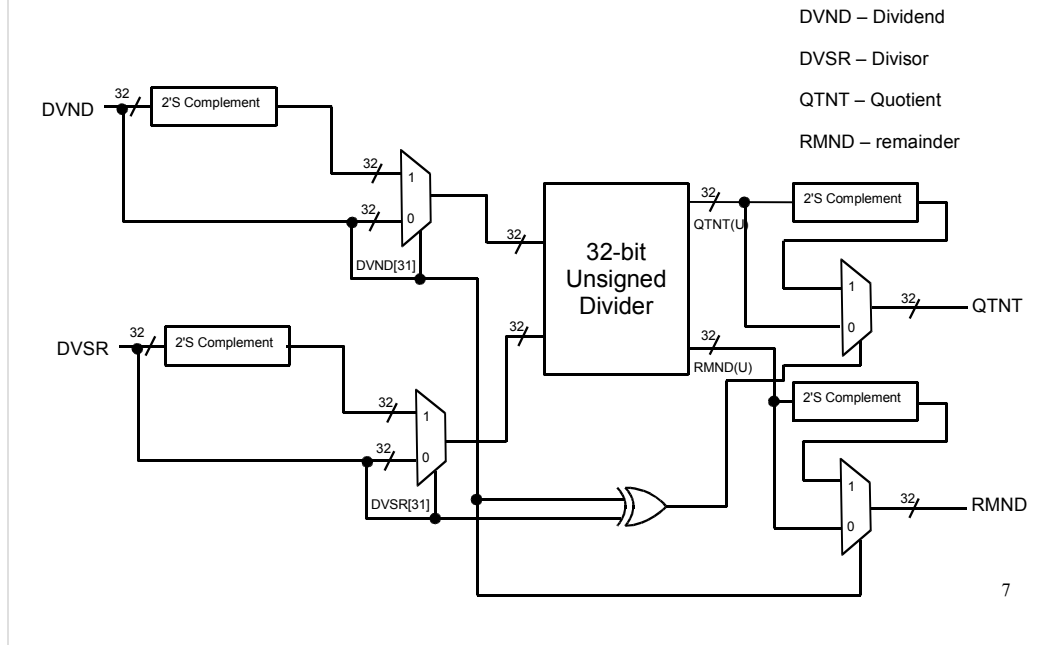 DVND – Dividend
DVSR – Divisor
QTNT – Quotient
RMND – remainder
DVND
32
2'S Complement
32
1
32
0
DVND[31]
32
32-bit
Unsigned
Divider
32
QTNT(U)
2'S Complement
1
0
32
QTNT
DVSR
32
2'S Complement
32
32
RMND(U)
2'S Complement
32
1
32
0
DVSR[31]
1
0
32
RMND
7